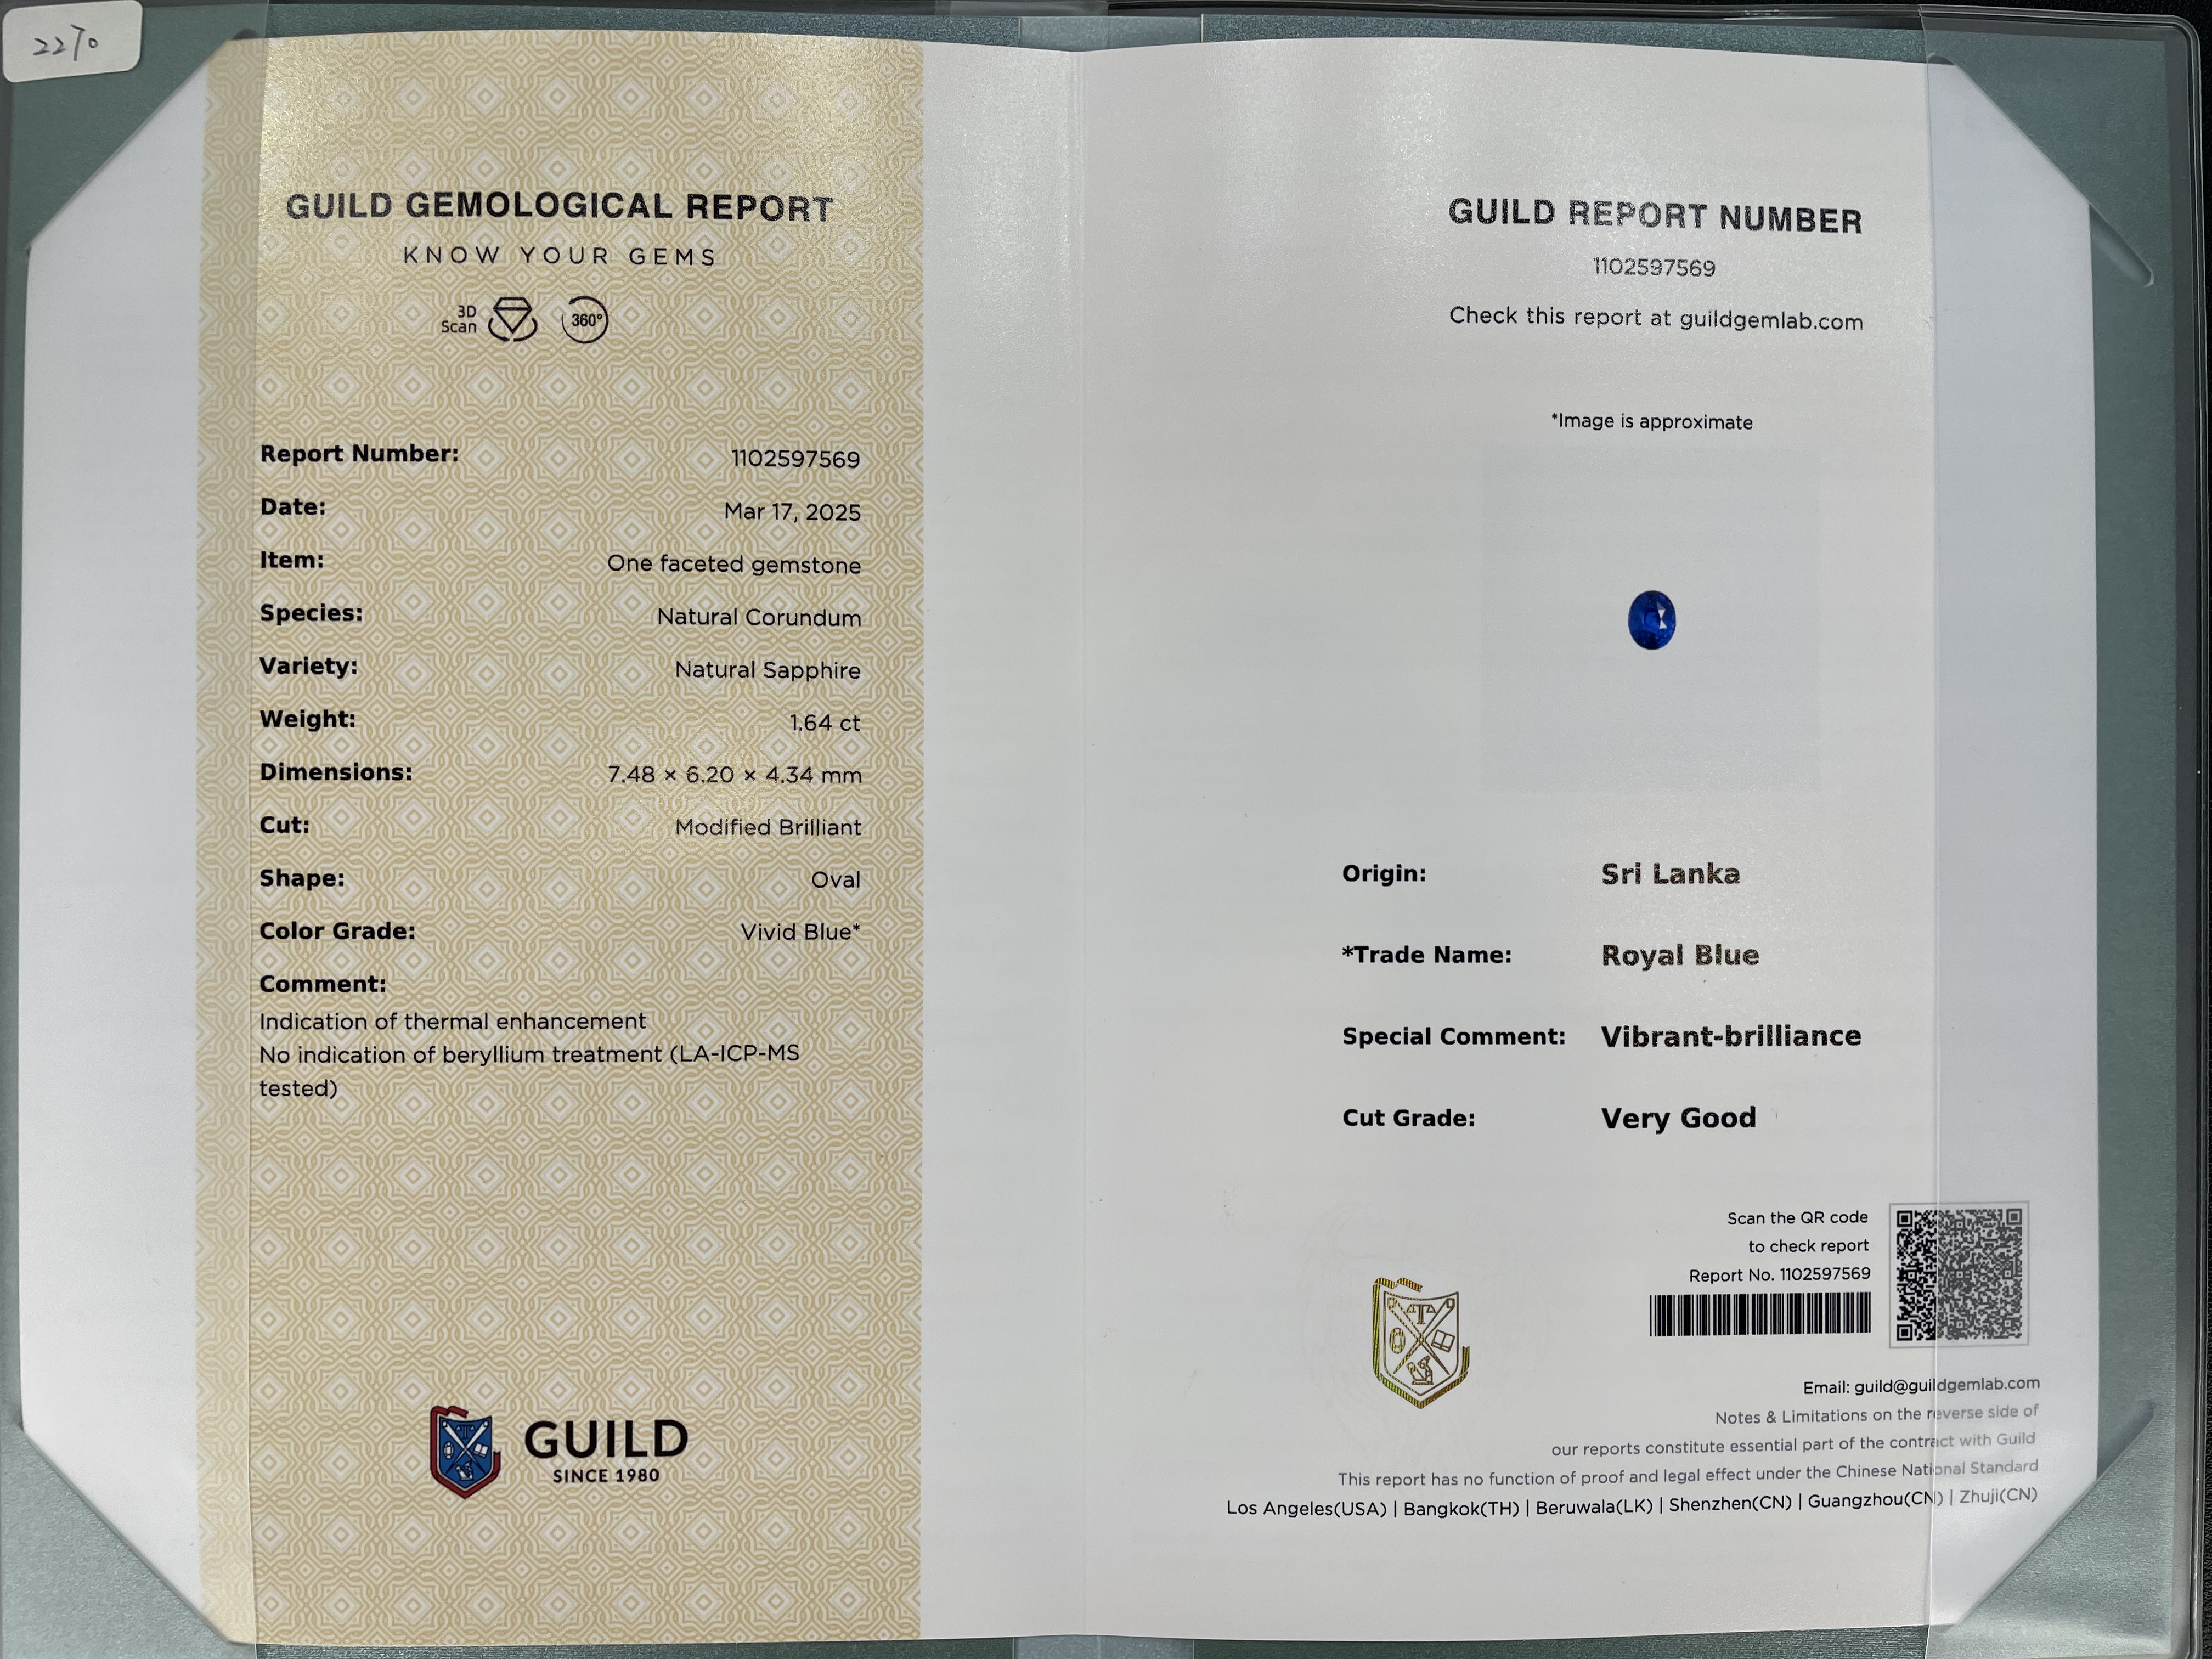 2270
GUILD GEMOLOGICAL REPORT
KNOW YOUR GEMS
3D
Scan
360°
Report Number: 1102597569
Date: Mar 17, 2025
Item: One faceted gemstone
Species: Natural Corundum
Variety: Natural Sapphire
Weight: 1.64 ct
Dimensions: 7.48 × 6.20 × 4.34 mm
Cut: Modified Brilliant
Shape: Oval
Color Grade: Vivid Blue*
Comment:
Indication of thermal enhancement
No indication of beryllium treatment (LA-ICP-MS
tested)
GUILD
SINCE 1980
GUILD REPORT NUMBER
1102597569
Check this report at guildgemlab.com
*Image is approximate
Origin: Sri Lanka
*Trade Name: Royal Blue
Special Comment: Vibrant-brilliance
Cut Grade: Very Good
Scan the QR code
to check report
Report No. 1102597569
Email: guild@guildgemlab.com
Notes & Limitations on the reverse side of
our reports constitute essential part of the contract with Guild
This report has no function of proof and legal effect under the Chinese National Standard
Los Angeles(USA) | Bangkok(TH) | Beruwala(LK) | Shenzhen(CN) | Guangzhou(CN) | Zhuji(CN)